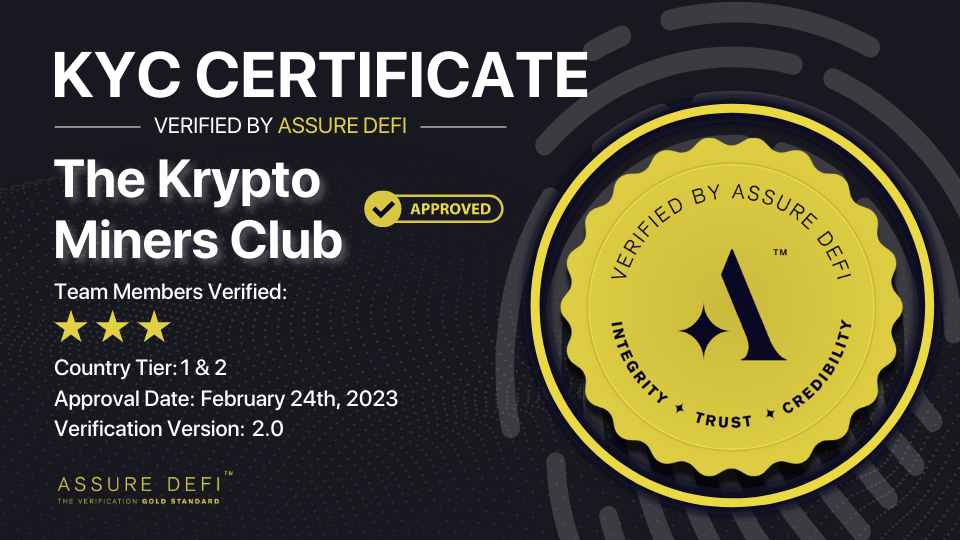 KYC CERTIFICATE
VERIFIED BY ASSURE DEFI
The Krypto
Miners Club
APPROVED
Team Members Verified:
Country Tier: 1 & 2
Approval Date: February 24th, 2023
Verification Version: 2.0
ASSURE DEFI™
THE VERIFICATION GOLD STANDARD
VERIFIED BY ASSURE DEFI
™
INTEGRITY ✦ TRUST ✦ CREDIBILITY